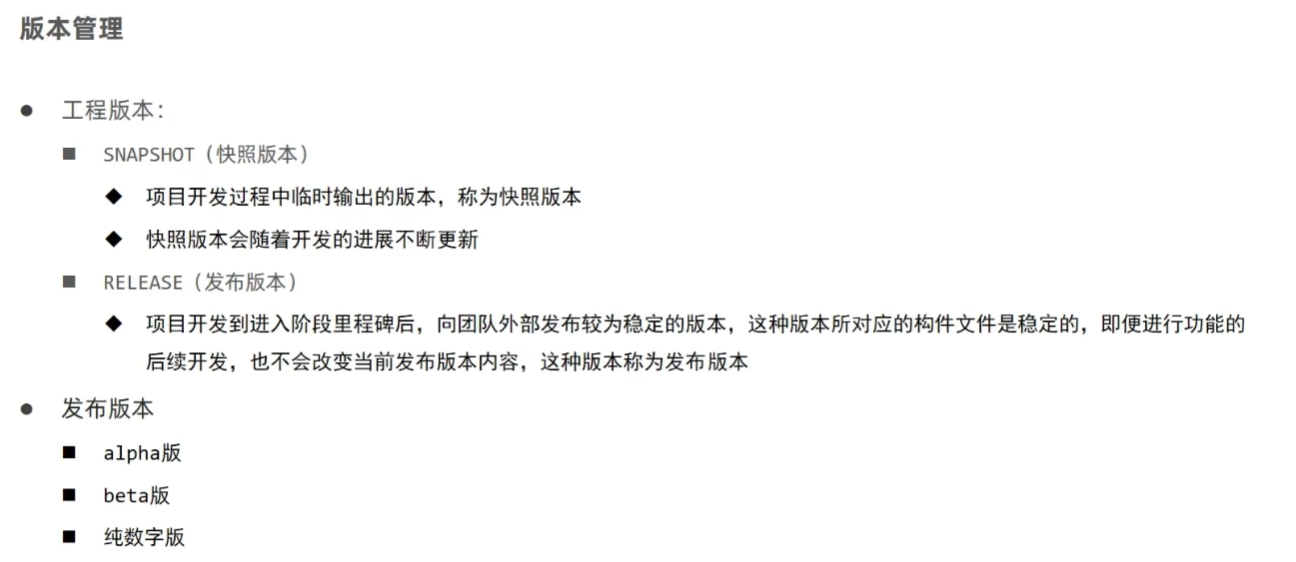 版本管理
● 工程版本：
■ SNAPSHOT（快照版本）
◆ 项目开发过程中临时输出的版本，称为快照版本
◆ 快照版本会随着开发的进展不断更新
■ RELEASE（发布版本）
◆ 项目开发到进入阶段里程碑后，向团队外部发布较为稳定的版本，这种版本所对应的构件文件是稳定的，即便进行功能的
后续开发，也不会改变当前发布版本内容，这种版本称为发布版本
● 发布版本
■ alpha版
■ beta版
■ 纯数字版